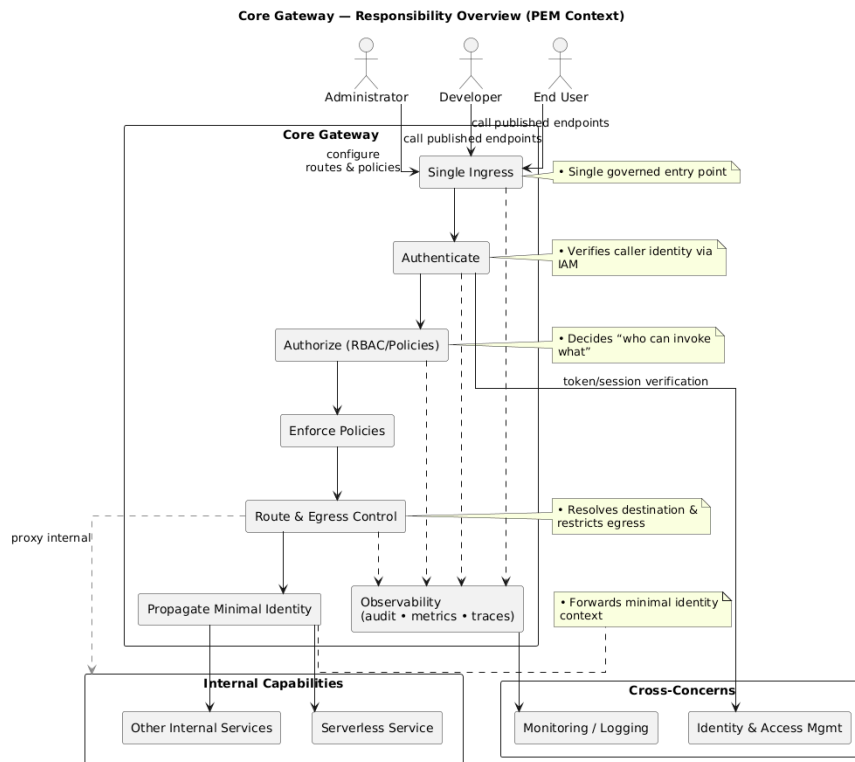 Core Gateway — Responsibility Overview (PEM Context)
Administrator
Developer
End User
call published endpoints
Core Gateway
call published endpoints
configure
routes & policies
Single Ingress
• Single governed entry point
Authenticate
• Verifies caller identity via
IAM
Authorize (RBAC/Policies)
• Decides “who can invoke
what”
token/session verification
Enforce Policies
Route & Egress Control
• Resolves destination &
restricts egress
proxy internal
Propagate Minimal Identity
Observability
(audit • metrics • traces)
• Forwards minimal identity
context
Internal Capabilities
Cross-Concerns
Other Internal Services
Serverless Service
Monitoring / Logging
Identity & Access Mgmt